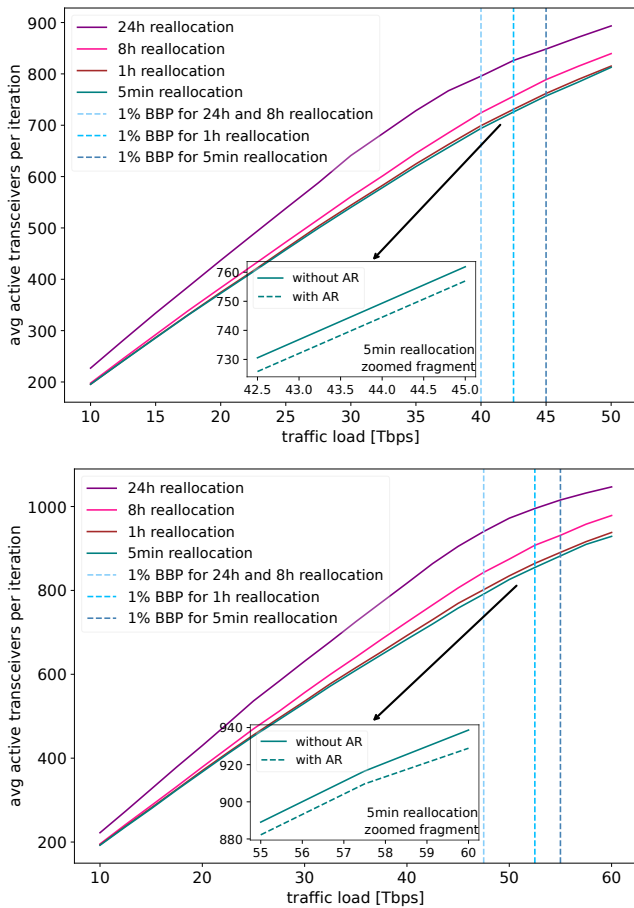 900
800
700
600
500
400
300
200
avg active transceivers per iteration
24h reallocation
8h reallocation
1h reallocation
5min reallocation
1% BBP for 24h and 8h reallocation
1% BBP for 1h reallocation
1% BBP for 5min reallocation
760
750
740
730
without AR
with AR
5min reallocation
zoomed fragment
42.5 43.0 43.5 44.0 44.5 45.0
10 15 20 25 30 35 40 45 50
traffic load [Tbps]
1000
800
600
400
200
avg active transceivers per iteration
24h reallocation
8h reallocation
1h reallocation
5min reallocation
1% BBP for 24h and 8h reallocation
1% BBP for 1h reallocation
1% BBP for 5min reallocation
940
920
900
880
without AR
with AR
5min reallocation
zoomed fragment
55 56 57 58 59 60
10 20 30 40 50 60
traffic load [Tbps]